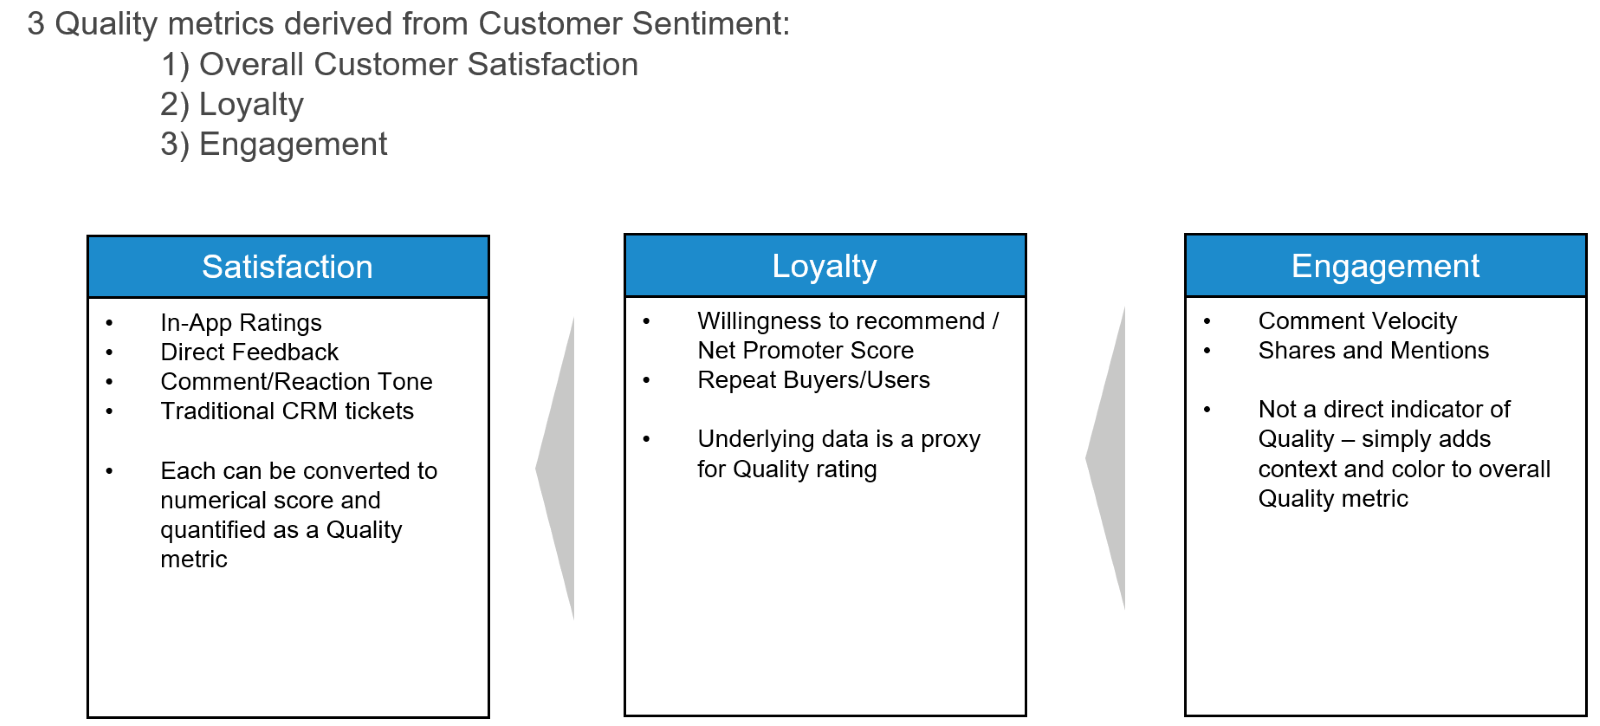 3 Quality metrics derived from Customer Sentiment:
1) Overall Customer Satisfaction
2) Loyalty
3) Engagement
Satisfaction
• In-App Ratings
• Direct Feedback
• Comment/Reaction Tone
• Traditional CRM tickets
• Each can be converted to
numerical score and
quantified as a Quality
metric
Loyalty
• Willingness to recommend /
Net Promoter Score
• Repeat Buyers/Users
• Underlying data is a proxy
for Quality rating
Engagement
• Comment Velocity
• Shares and Mentions
• Not a direct indicator of
Quality – simply adds
context and color to overall
Quality metric